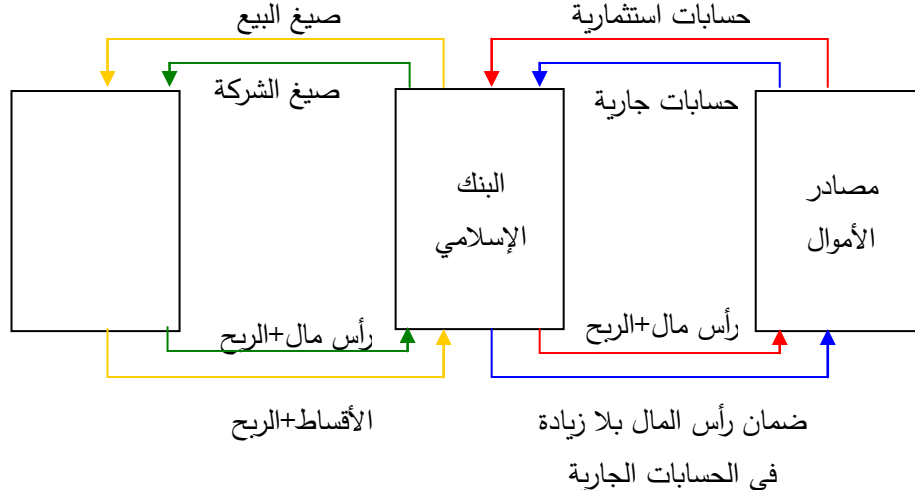 حسابات استثمارية
صيغ البيع
حسابات جارية
صيغ الشركة
مصادر
الأموال
البنك
الإسلامي
رأس مال+الربح
رأس مال+الربح
ضمان رأس المال بلا زيادة
في الحسابات الجارية
الأقساط+الربح